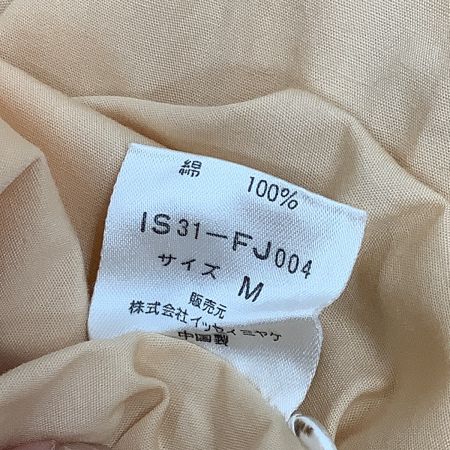 綿 100%
IS31-FJ004
サイズ M
販売元
株式会社イッセイミヤケ
中国製